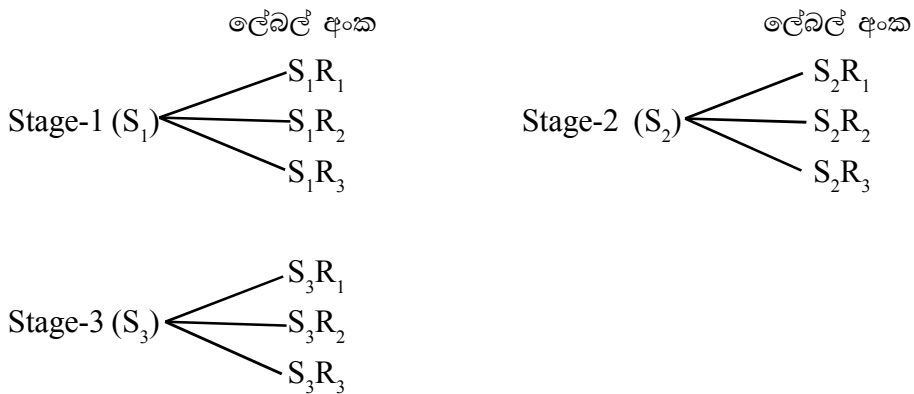 ලේබල් අංක
Stage-1 (S₁)
S₁R₁
S₁R₂
S₁R₃
ලේබල් අංක
Stage-2 (S₂)
S₂R₁
S₂R₂
S₂R₃
Stage-3 (S₃)
S₃R₁
S₃R₂
S₃R₃